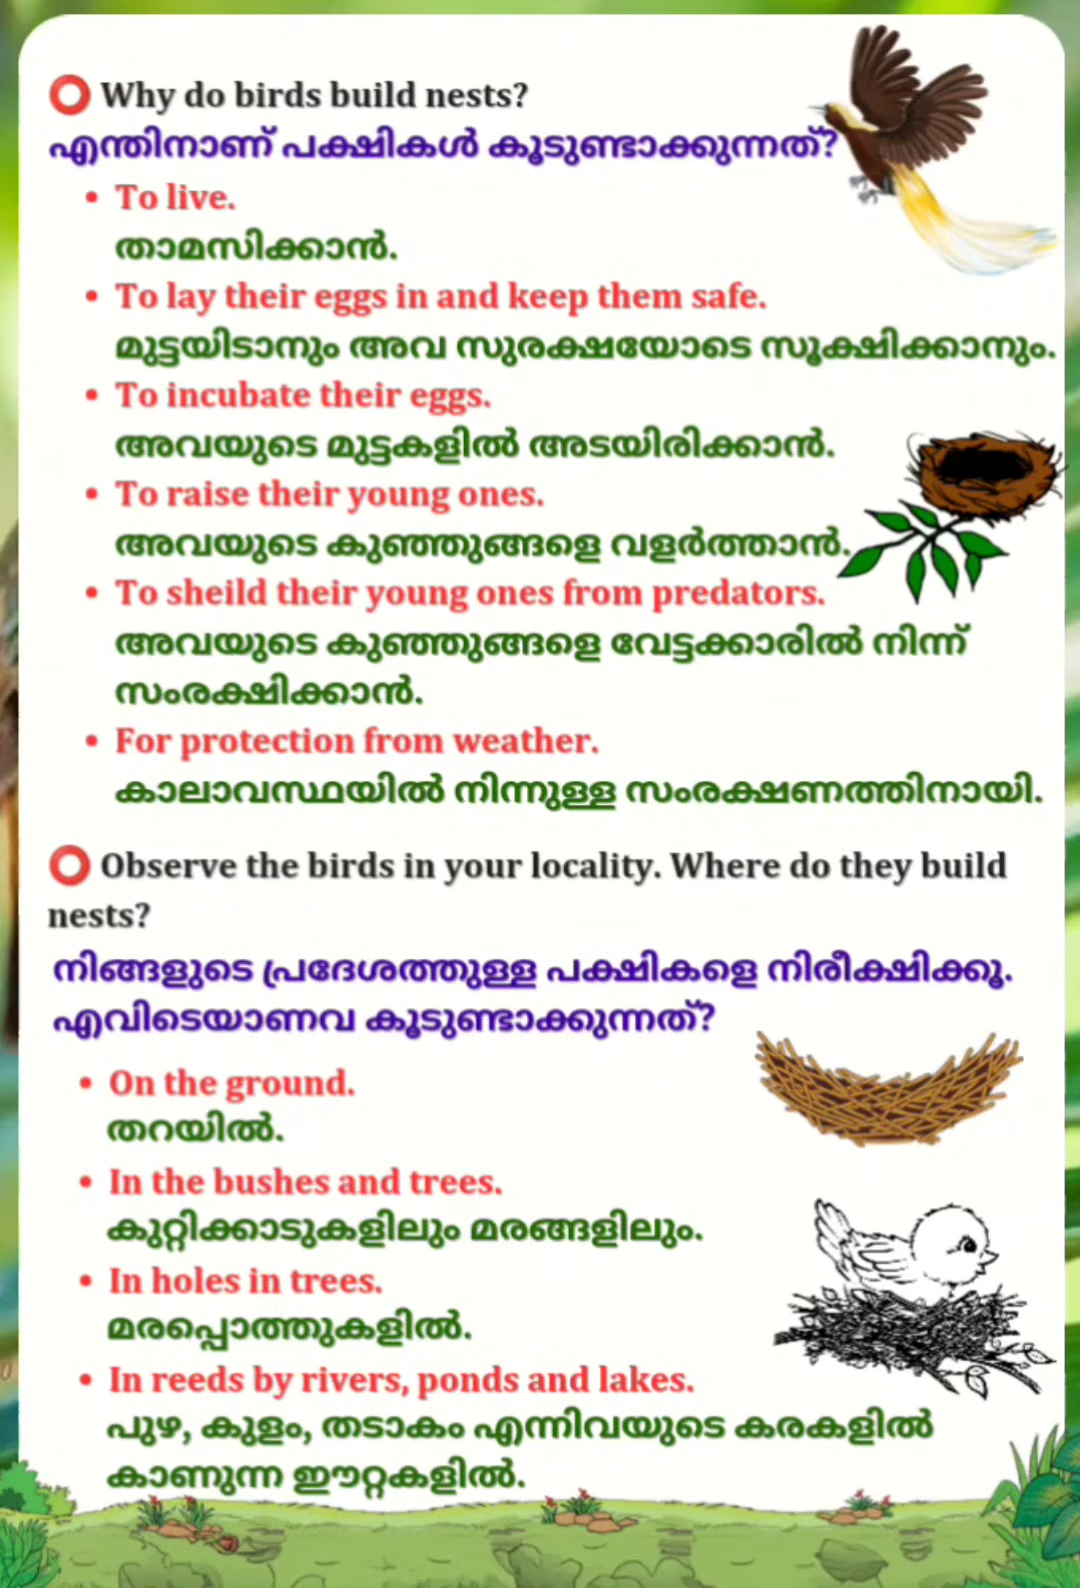 ⭕ Why do birds build nests?
എന്തിനാണ് പക്ഷികൾ കൂടുണ്ടാക്കുന്നത്?
• To live.
താമസിക്കാൻ.
• To lay their eggs in and keep them safe.
മുട്ടയിടാനും അവ സുരക്ഷയോടെ സൂക്ഷിക്കാനും.
• To incubate their eggs.
അവയുടെ മുട്ടകളിൽ അടയിരിക്കാൻ.
• To raise their young ones.
അവയുടെ കുഞ്ഞുങ്ങളെ വളർത്താൻ.
• To sheild their young ones from predators.
അവയുടെ കുഞ്ഞുങ്ങളെ വേട്ടക്കാരിൽ നിന്ന്
സംരക്ഷിക്കാൻ.
• For protection from weather.
കാലാവസ്ഥയിൽ നിന്നുള്ള സംരക്ഷണത്തിനായി.
⭕ Observe the birds in your locality. Where do they build
nests?
നിങ്ങളുടെ പ്രദേശത്തുള്ള പക്ഷികളെ നിരീക്ഷിക്കൂ.
എവിടെയാണവ കൂടുണ്ടാക്കുന്നത്?
• On the ground.
തറയിൽ.
• In the bushes and trees.
കുറ്റിക്കാടുകളിലും മരങ്ങളിലും.
• In holes in trees.
മരപ്പൊത്തുകളിൽ.
• In reeds by rivers, ponds and lakes.
പുഴ, കുളം, തടാകം എന്നിവയുടെ കരകളിൽ
കാണുന്ന ഈറ്റകളിൽ.